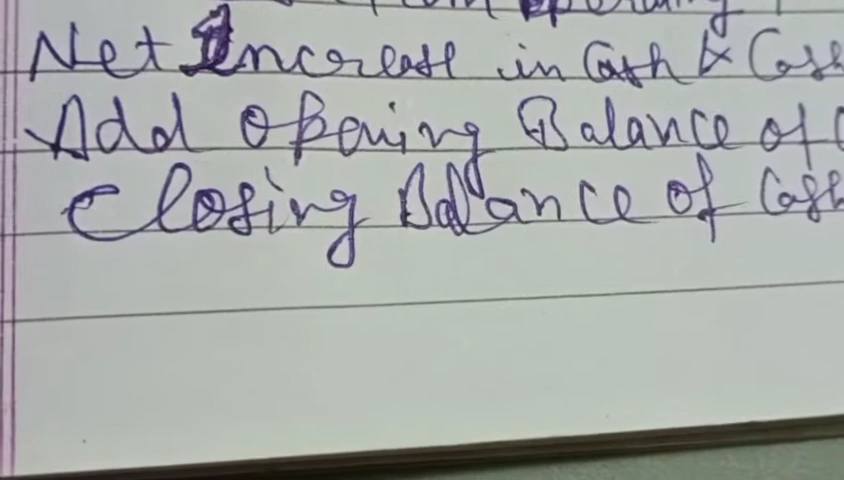 Net Increase in Cash & Cash
Add Opening Balance of C
Closing Balance of Cash